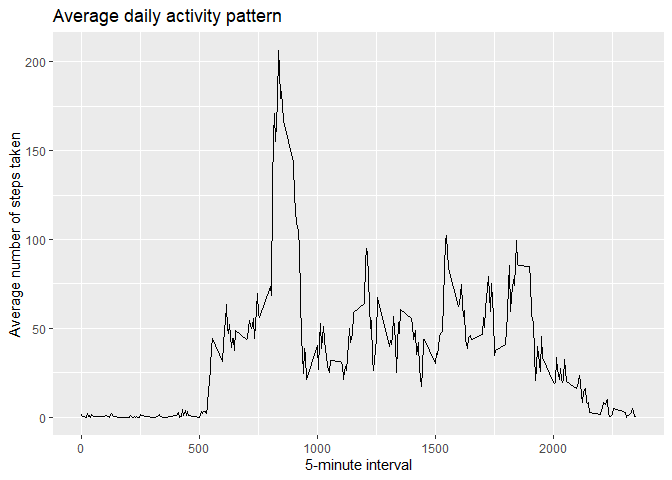 Average daily activity pattern
200
150
100
50
0
Average number of steps taken
0 500 1000 1500 2000
5-minute interval